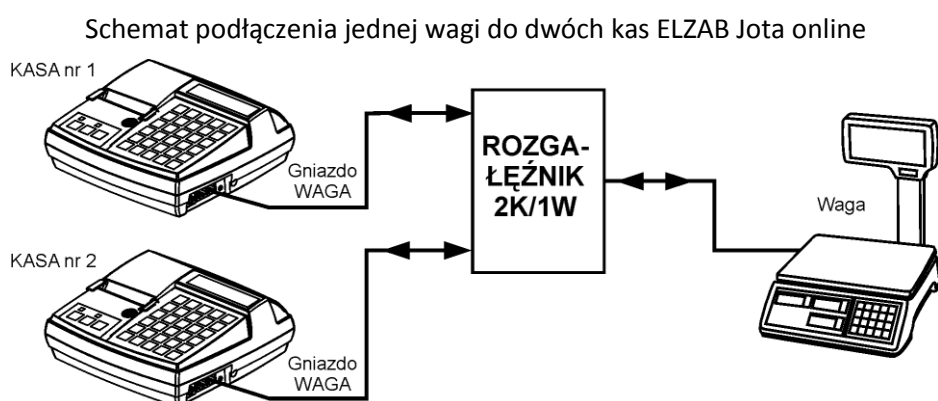 Schemat podłączenia jednej wagi do dwóch kas ELZAB Jota online
KASA nr 1
Gniazdo
WAGA
ROZGA-
ŁĘŹNIK
2K/1W
Waga
KASA nr 2
Gniazdo
WAGA